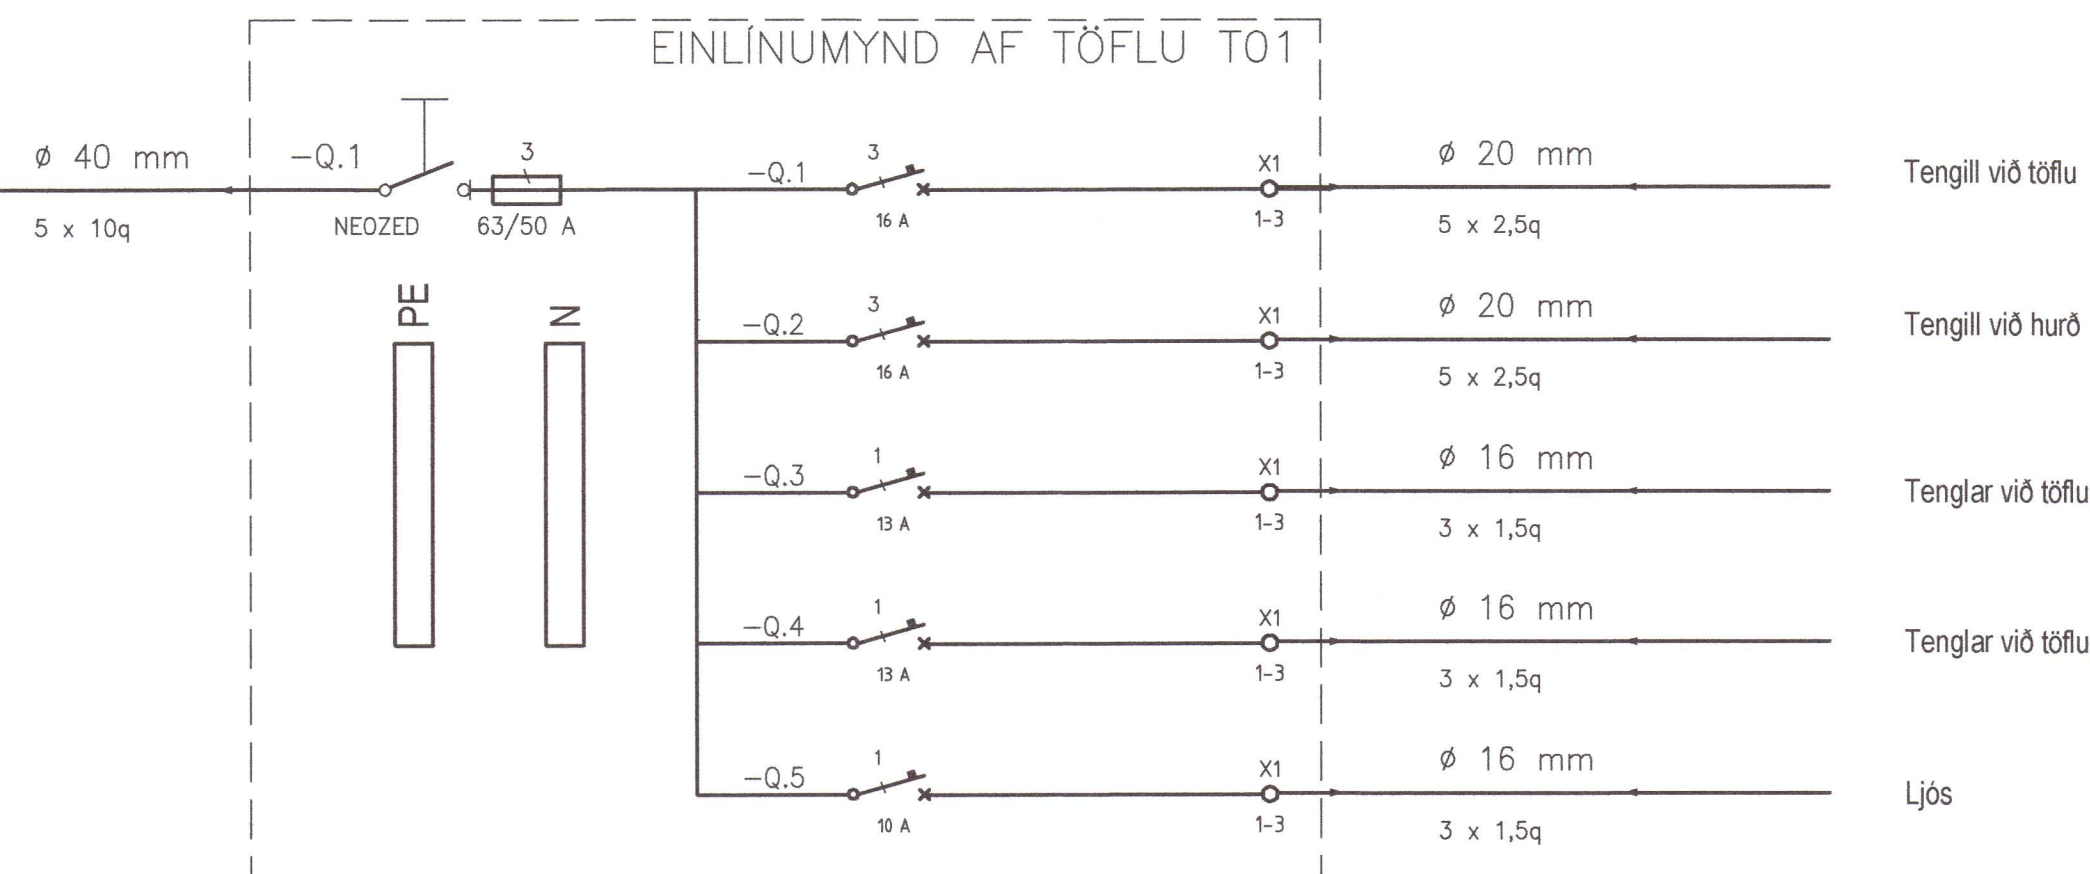 EINLÍNUMYND AF TÖFLU T01
ø 40 mm
5 x 10q
-Q.1
NEOZED
3
63/50 A
PE
N
-Q.1
3
16 A
X1
1-3
ø 20 mm
5 x 2,5q
Tengill við töflu
-Q.2
3
16 A
X1
1-3
ø 20 mm
5 x 2,5q
Tengill við hurð
-Q.3
1
13 A
X1
1-3
ø 16 mm
3 x 1,5q
Tenglar við töflu
-Q.4
1
13 A
X1
1-3
ø 16 mm
3 x 1,5q
Tenglar við töflu
-Q.5
1
10 A
X1
1-3
ø 16 mm
3 x 1,5q
Ljós